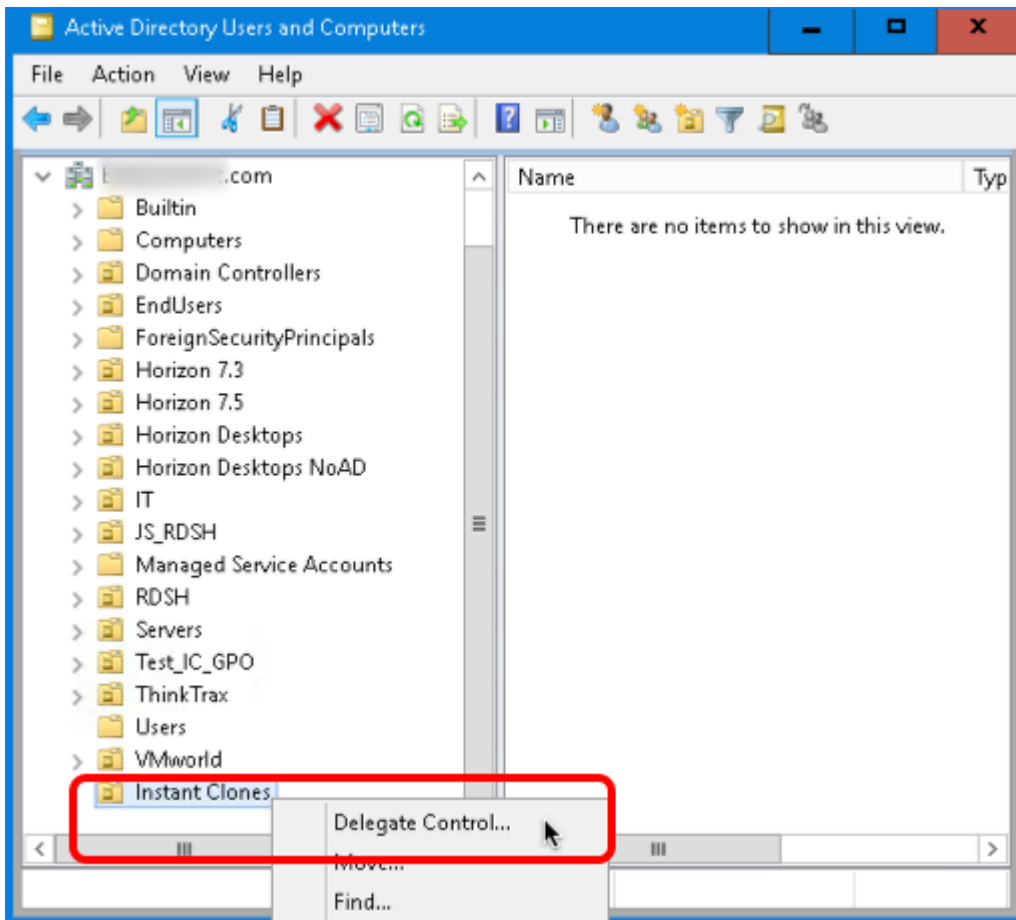 Active Directory Users and Computers
File Action View Help
.com
Builtin
Computers
Domain Controllers
EndUsers
ForeignSecurityPrincipals
Horizon 7.3
Horizon 7.5
Horizon Desktops
Horizon Desktops NoAD
IT
JS_RDSH
Managed Service Accounts
RDSH
Servers
Test_IC_GPO
ThinkTrax
Users
VMworld
Instant Clones
Name Typ
There are no items to show in this view.
Delegate Control...
Move...
Find...